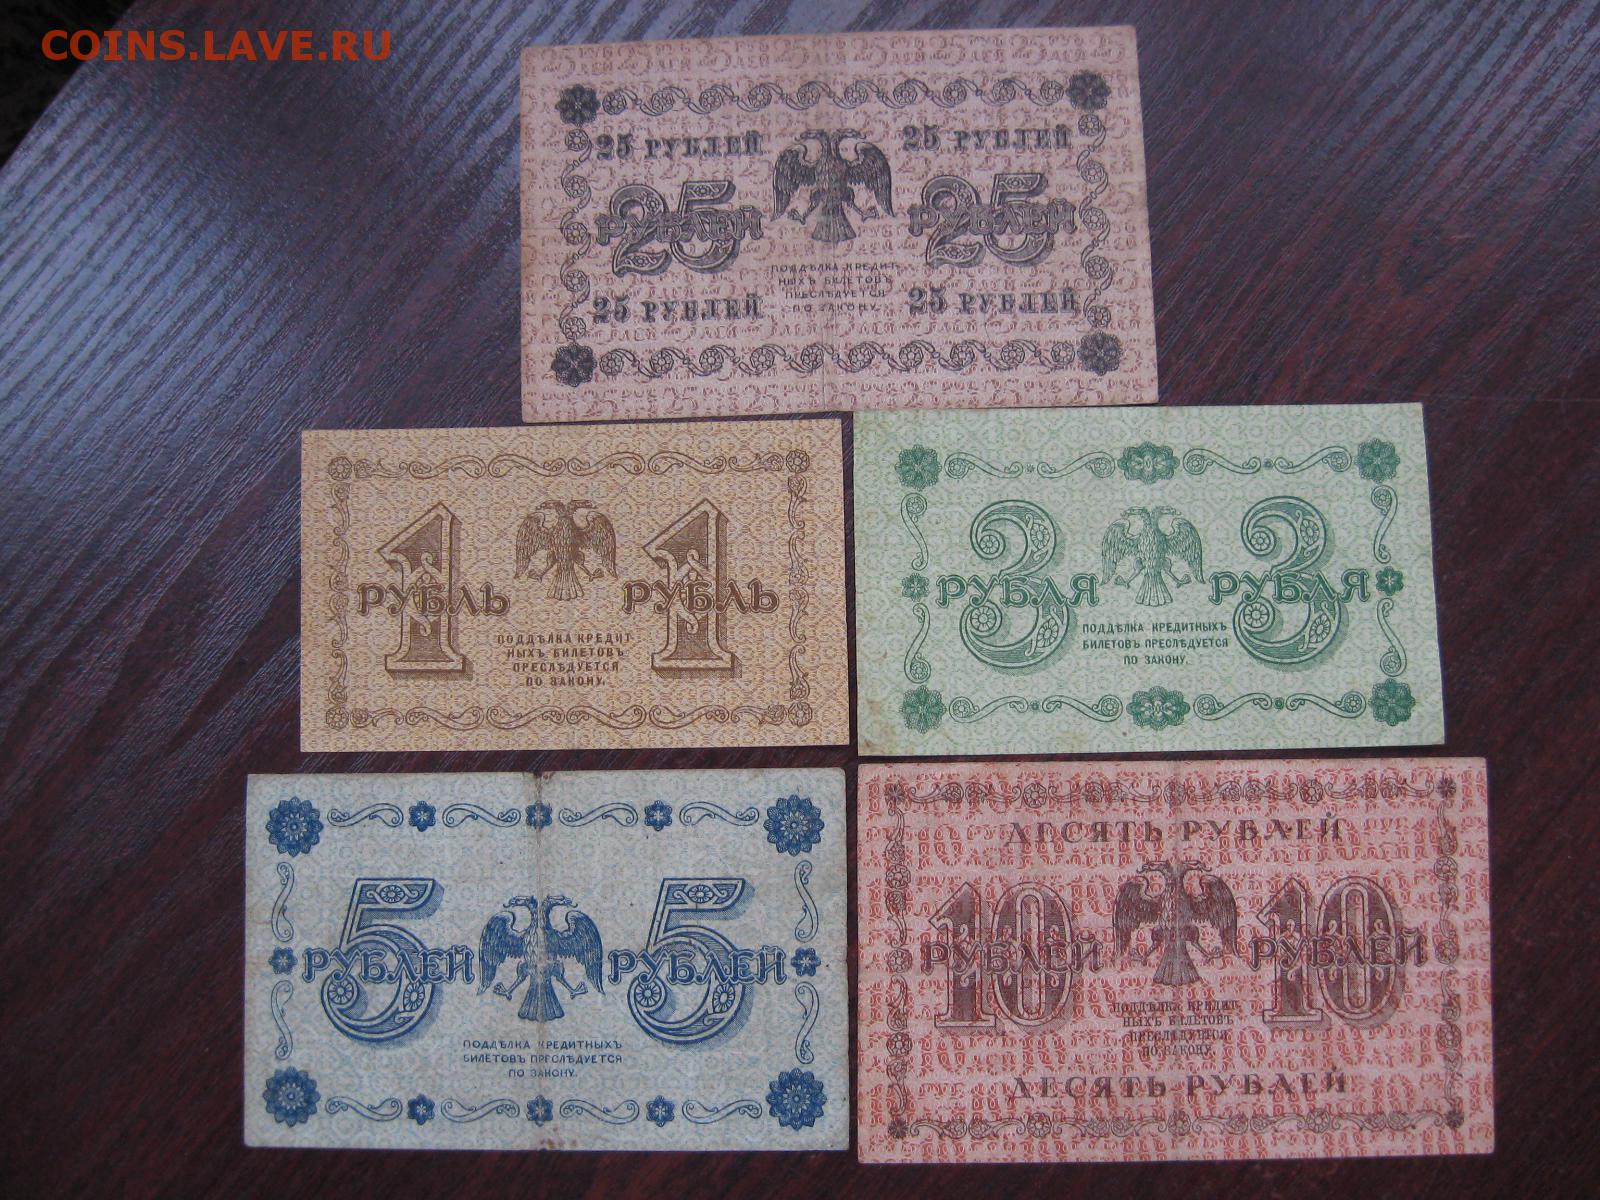 COINS.LAVE.RU
25 РУБЛЕЙ 25 РУБЛЕЙ
25 25
РУБЛЕЙ РУБЛЕЙ
ПОДДѢЛКА КРЕДИТ-
НЫХЪ БИЛЕТОВЪ
ПРЕСЛѢДУЕТСЯ
ПО ЗАКОНУ.
25 РУБЛЕЙ 25 РУБЛЕЙ
1 1
РУБЛЬ РУБЛЬ
ПОДДѢЛКА КРЕДИТ-
НЫХЪ БИЛЕТОВЪ
ПРЕСЛѢДУЕТСЯ
ПО ЗАКОНУ.
3 3
РУБЛЯ РУБЛЯ
ПОДДѢЛКА КРЕДИТНЫХЪ
БИЛЕТОВЪ ПРЕСЛѢДУЕТСЯ
ПО ЗАКОНУ.
5 5
РУБЛЕЙ РУБЛЕЙ
ПОДДѢЛКА КРЕДИТНЫХЪ
БИЛЕТОВЪ ПРЕСЛѢДУЕТСЯ
ПО ЗАКОНУ.
ДЕСЯТЬ РУБЛЕЙ
10 10
РУБЛЕЙ РУБЛЕЙ
ПОДДѢЛКА КРЕДИТ-
НЫХЪ БИЛЕТОВЪ
ПРЕСЛѢДУЕТСЯ
ПО ЗАКОНУ.
ДЕСЯТЬ РУБЛЕЙ